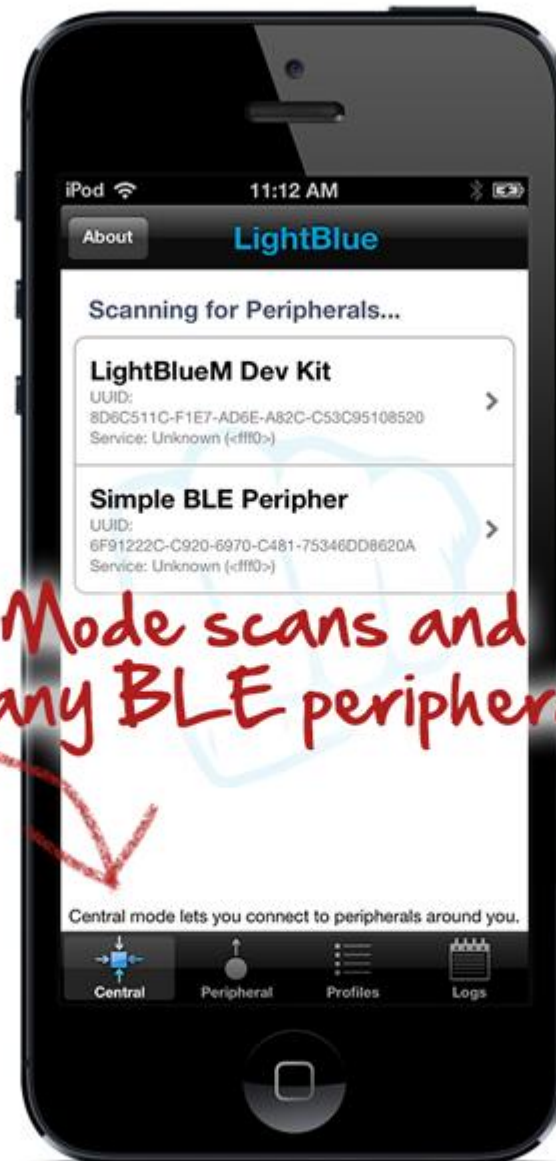 iPod 11:12 AM
About LightBlue
Scanning for Peripherals...
LightBlueM Dev Kit
UUID:
8D6C511C-F1E7-AD6E-A82C-C53C95108520
Service: Unknown (<fff0>)
Simple BLE Peripher
UUID:
6F91222C-C920-6970-C481-75346DD8620A
Service: Unknown (<fff0>)
Mode scans and
any BLE peripher
Central mode lets you connect to peripherals around you.
Central Peripheral Profiles Logs